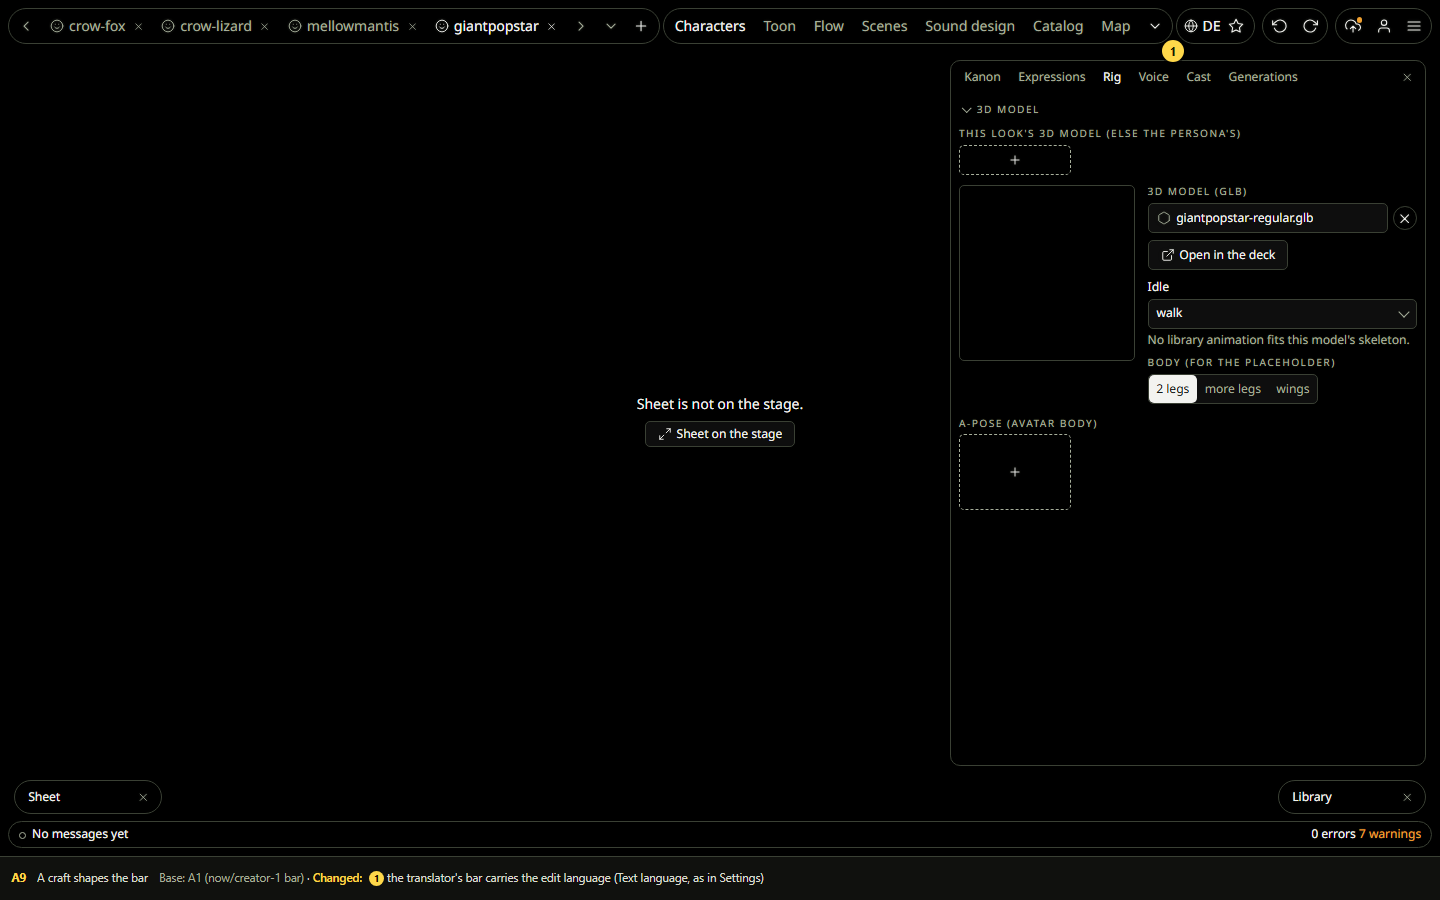 crow-fox crow-lizard mellowmantis giantpopstar Characters Toon Flow Scenes Sound design Catalog Map DE
1
Kanon Expressions Rig Voice Cast Generations
3D MODEL
THIS LOOK'S 3D MODEL (ELSE THE PERSONA'S)
3D MODEL (GLB)
giantpopstar-regular.glb
Open in the deck
Idle
walk
No library animation fits this model's skeleton.
BODY (FOR THE PLACEHOLDER)
2 legs more legs wings
A-POSE (AVATAR BODY)
Sheet is not on the stage.
Sheet on the stage
Sheet
Library
No messages yet
0 errors 7 warnings
A9 A craft shapes the bar Base: A1 (now/creator-1 bar) · Changed: 1 the translator's bar carries the edit language (Text language, as in Settings)